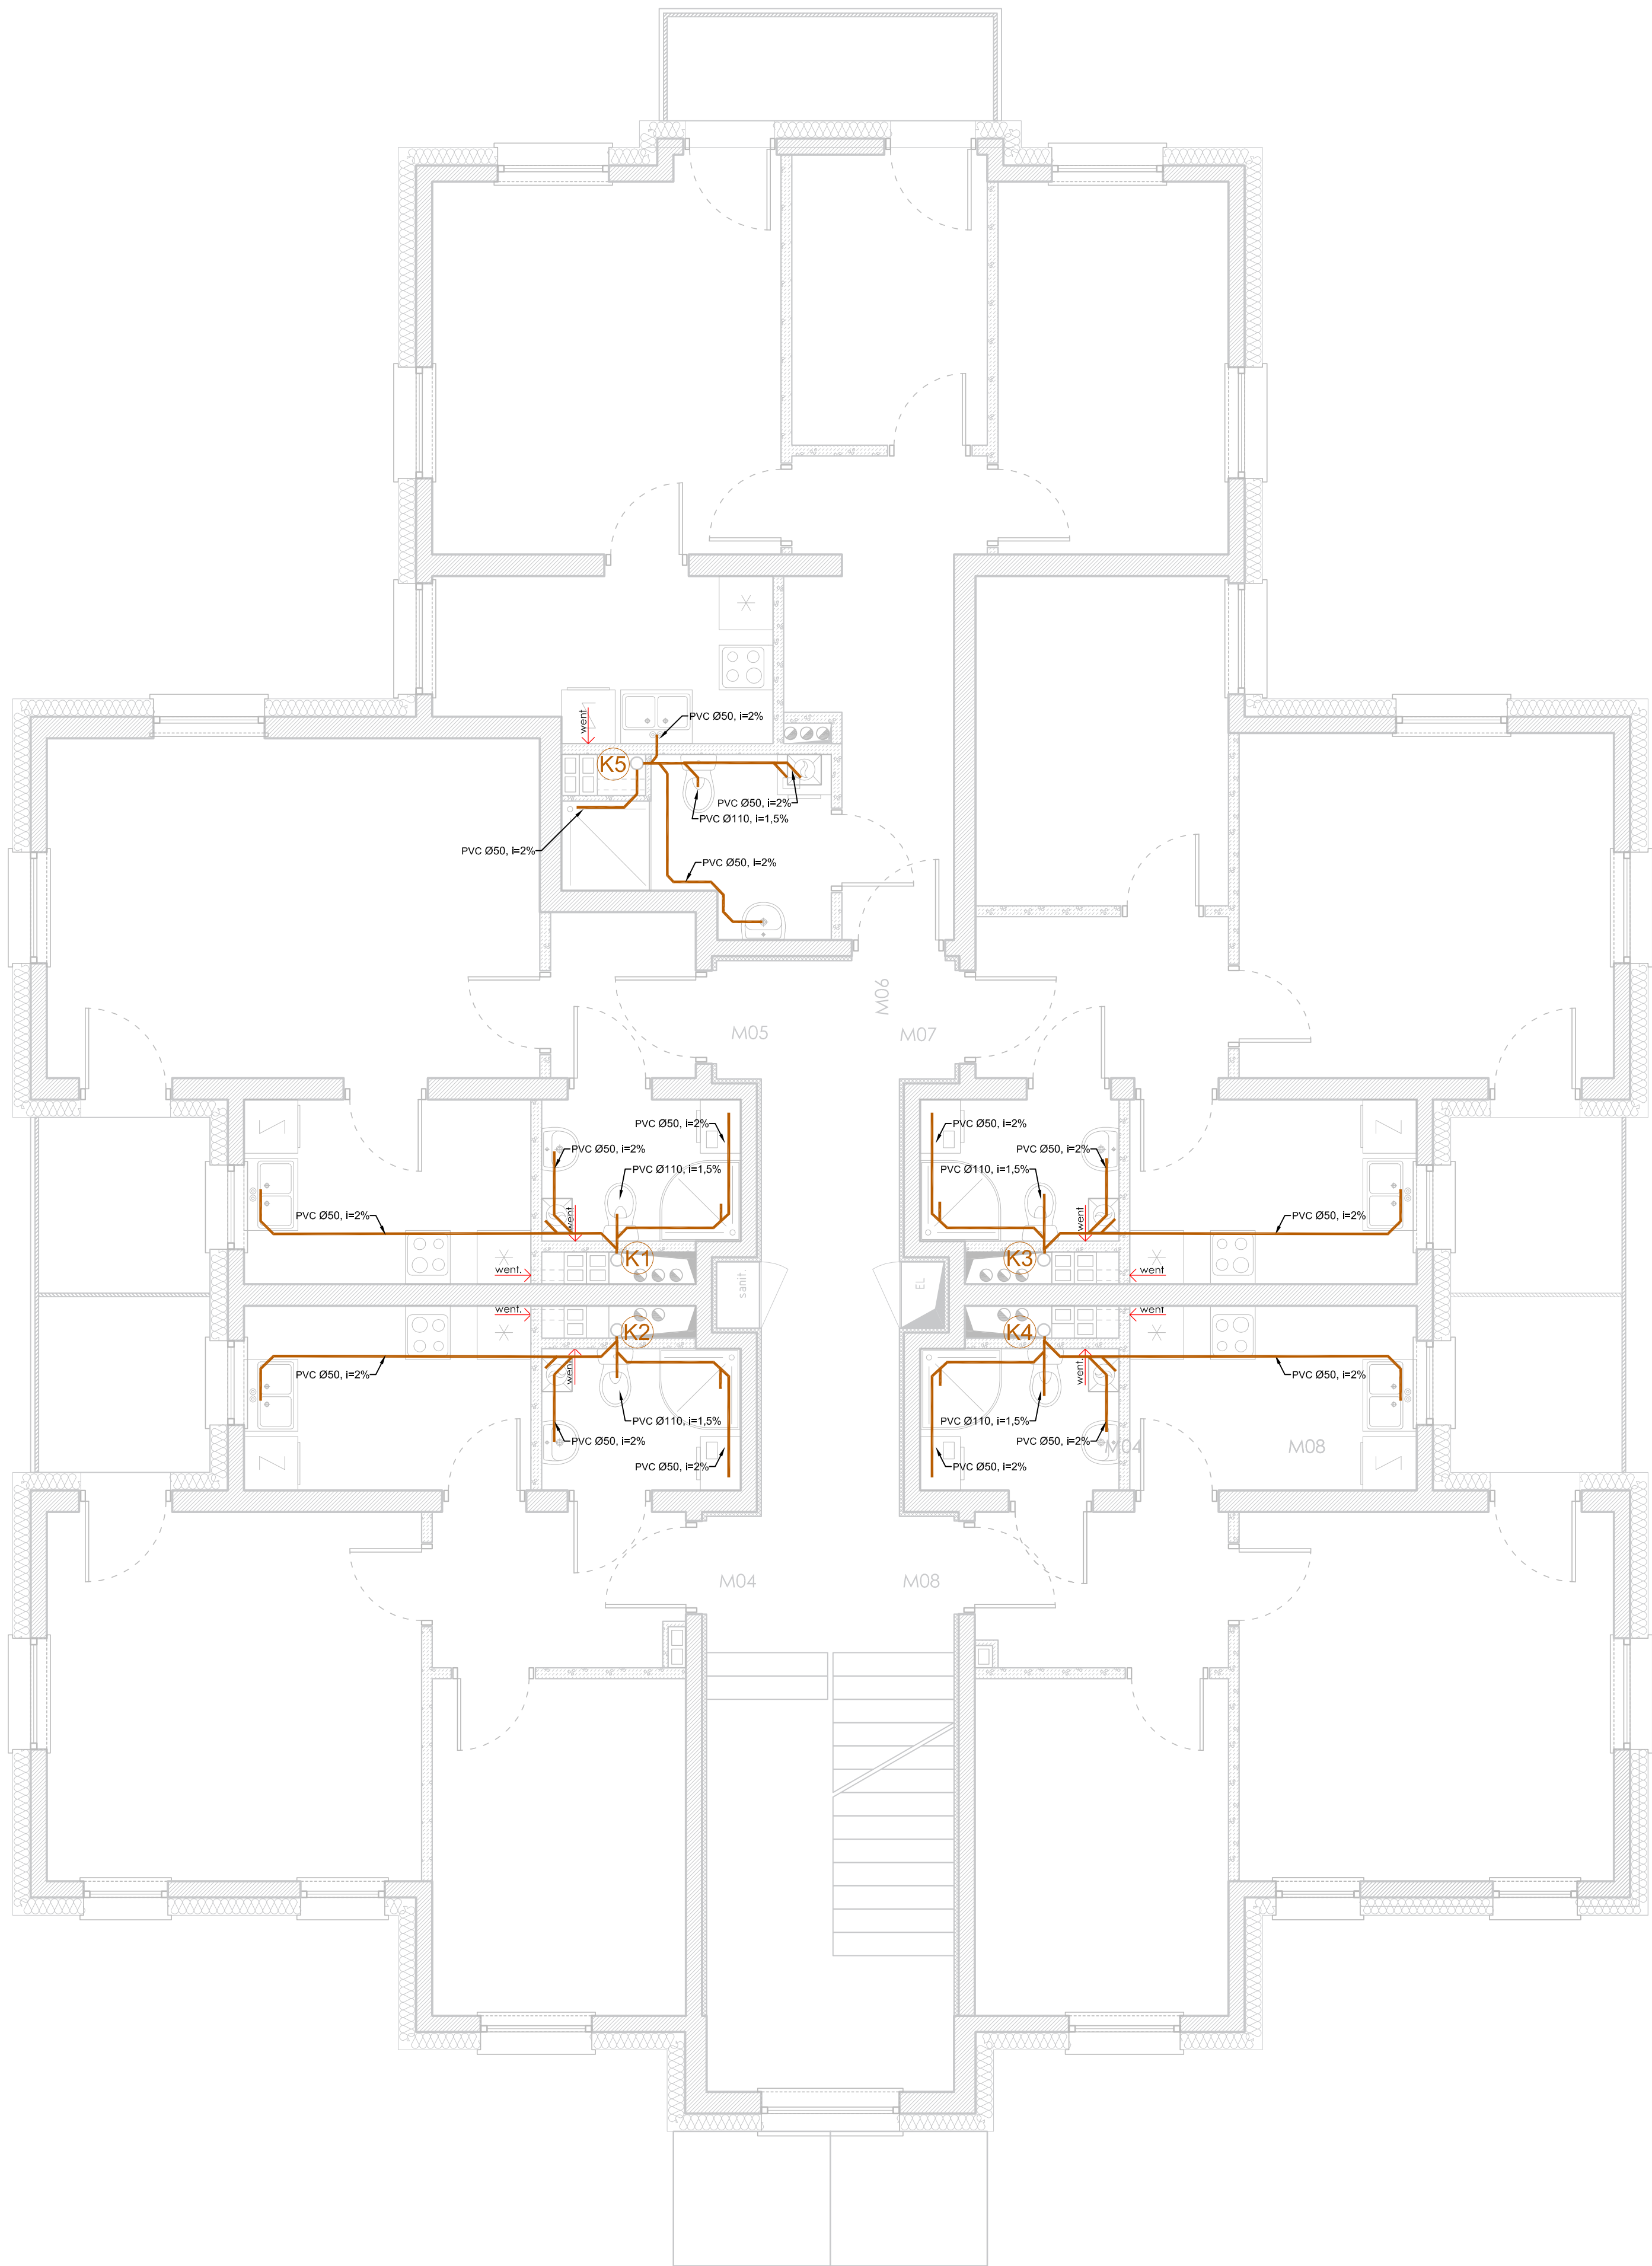 PVC Ø50, i=2%
went.
K5
PVC Ø50, i=2%
PVC Ø110, i=1,5%
PVC Ø50, i=2%
PVC Ø50, i=2%
M06
M05
M07
PVC Ø50, i=2%
PVC Ø50, i=2%
PVC Ø50, i=2%
PVC Ø50, i=2%
PVC Ø110, i=1,5%
PVC Ø110, i=1,5%
PVC Ø50, i=2%
went.
went
PVC Ø50, i=2%
K1
K3
went.
sanit.
EL
went
went.
went
K2
K4
PVC Ø50, i=2%
went.
went
PVC Ø50, i=2%
PVC Ø110, i=1,5%
PVC Ø110, i=1,5%
PVC Ø50, i=2%
PVC Ø50, i=2%
M04
M08
PVC Ø50, i=2%
PVC Ø50, i=2%
M04
M08